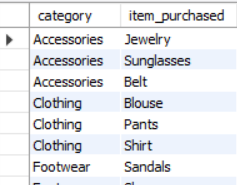 category item_purchased
Accessories Jewelry
Accessories Sunglasses
Accessories Belt
Clothing Blouse
Clothing Pants
Clothing Shirt
Footwear Sandals